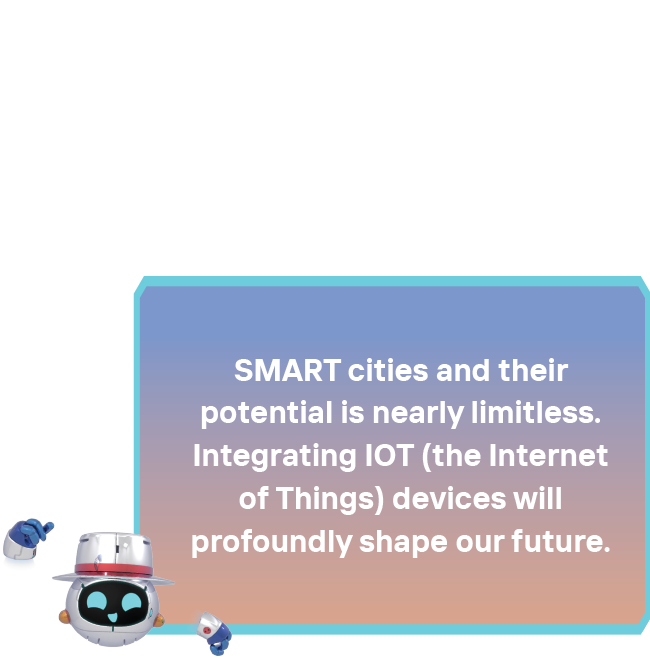 SMART cities and their
potential is nearly limitless.
Integrating IOT (the Internet
of Things) devices will
profoundly shape our future.